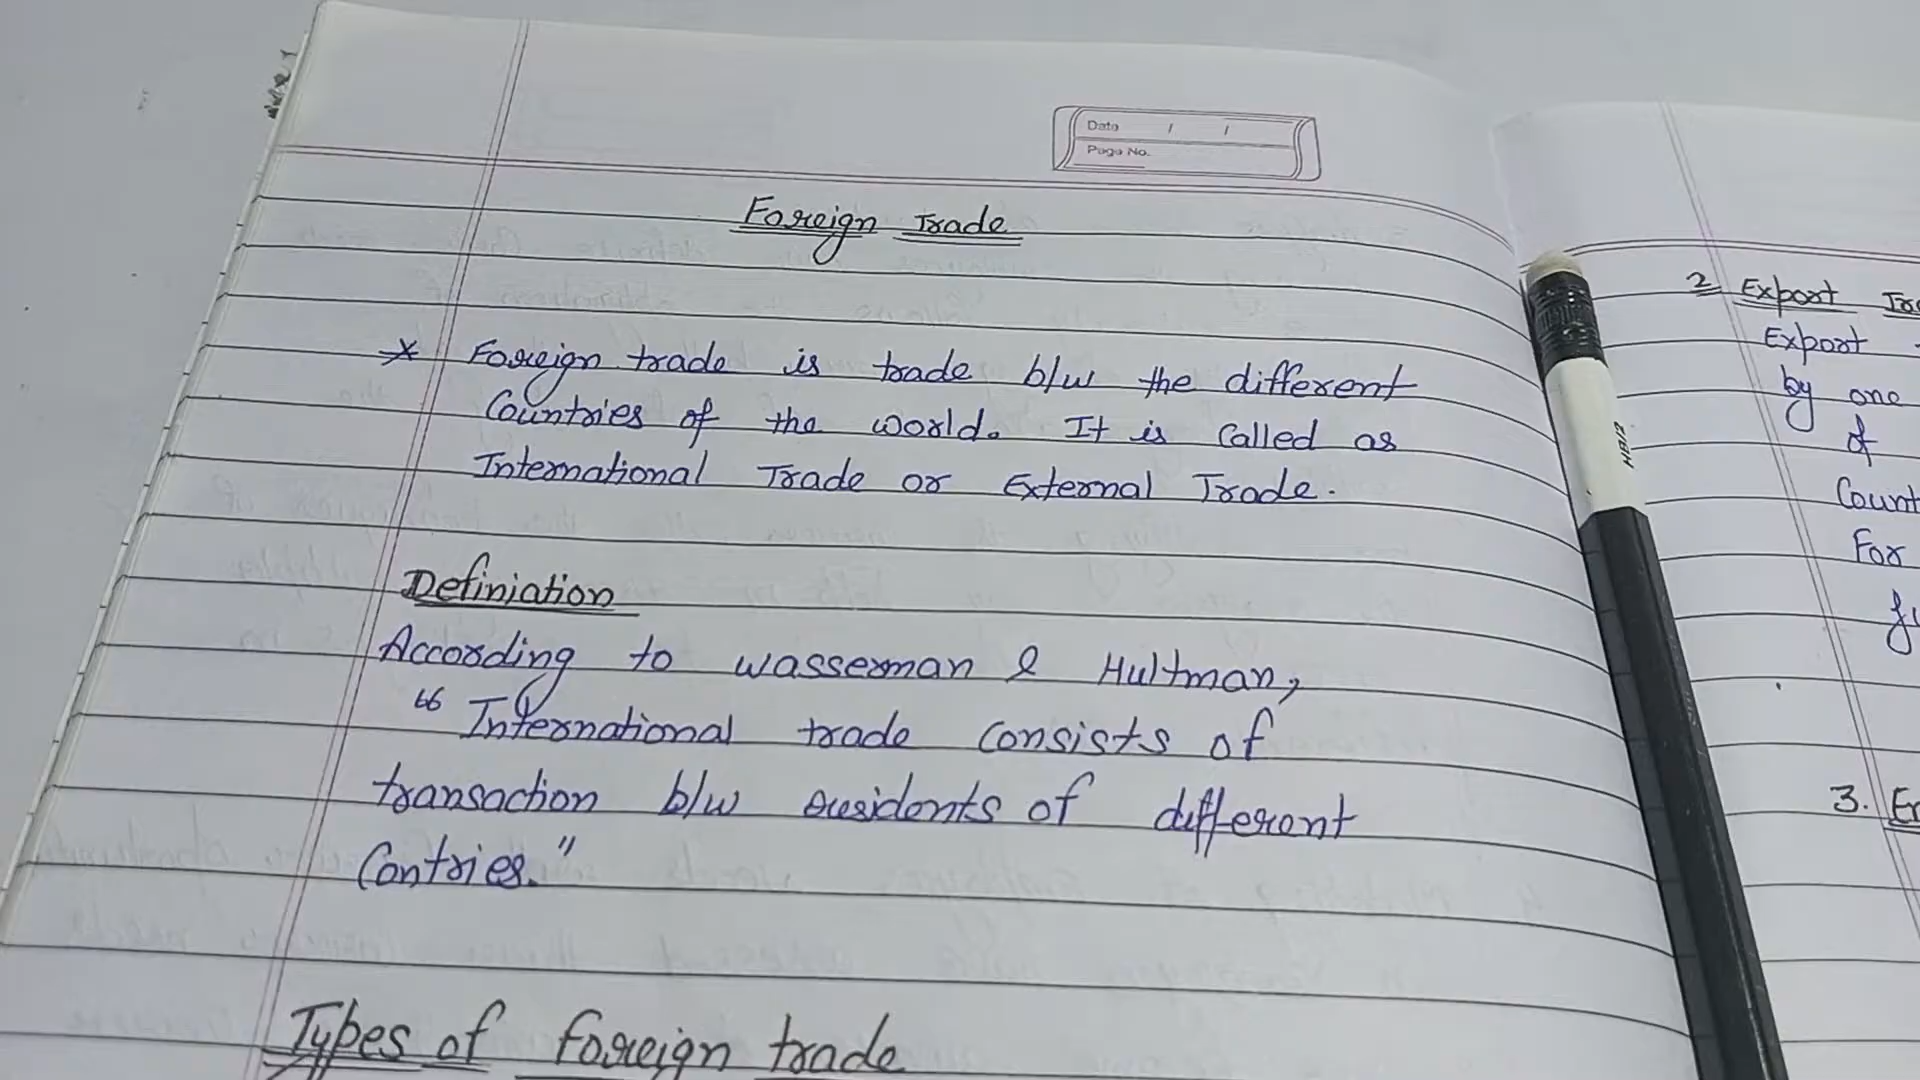 Date / /
Page No.
Foreign Trade
* Foreign trade is trade b/w the different
Countries of the world. It is called as
International Trade or External Trade.
Definiation
According to wasserman & Hultman,
"International trade consists of
transaction b/w residents of different
Contries."
Types of foreign trade
2 Export
Export
by one
of
For
3.
HB2